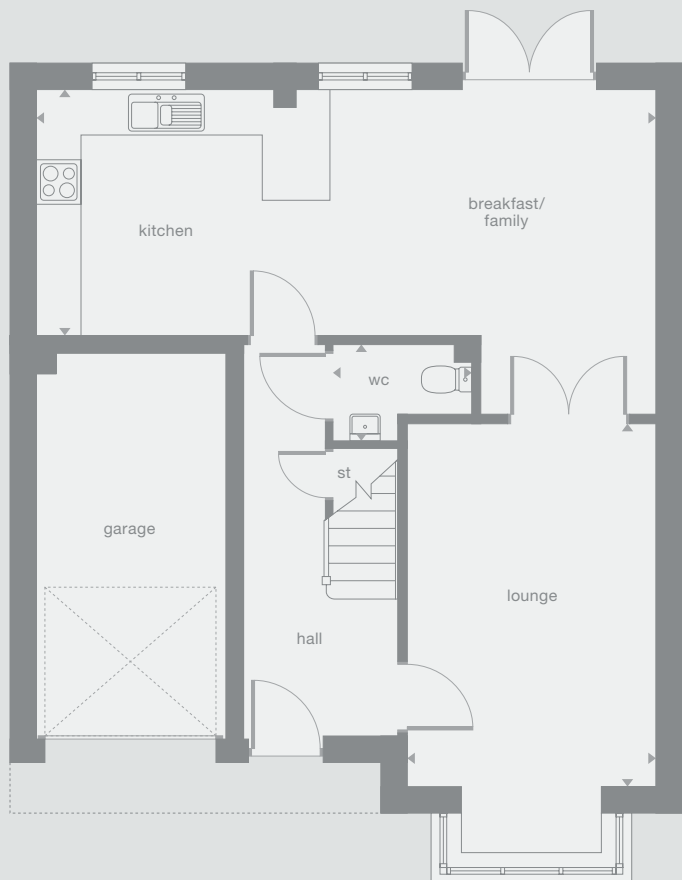 breakfast/
family
kitchen
wc
st
garage
lounge
hall